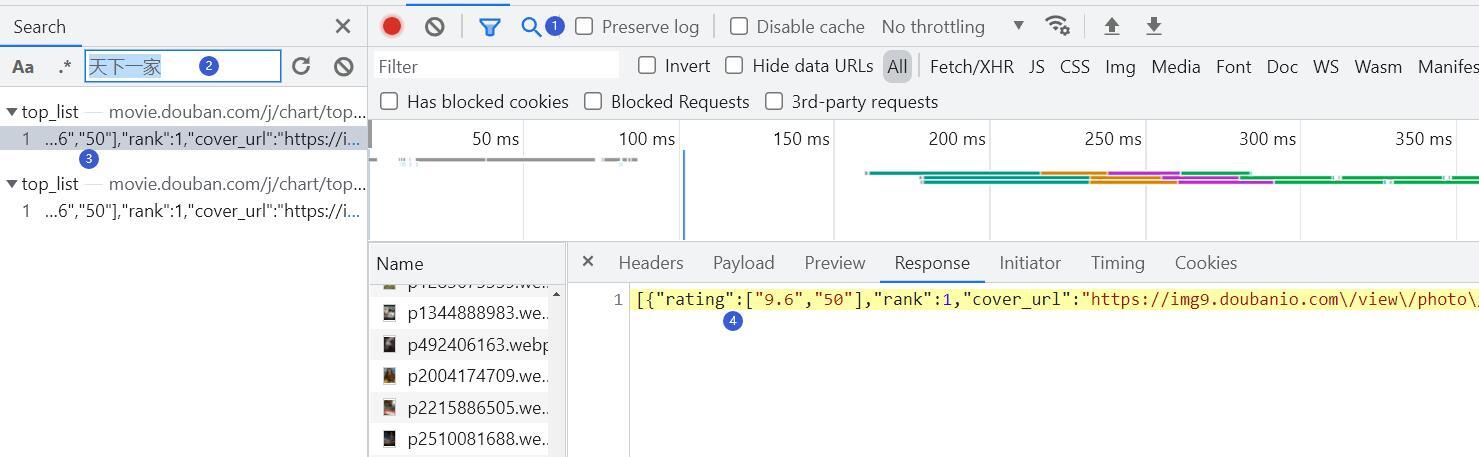 Search
Aa .* 天下一家 2
top_list — movie.douban.com/j/chart/top...
1 ...6","50"],"rank":1,"cover_url":"https://i...
3
top_list — movie.douban.com/j/chart/top...
1 ...6","50"],"rank":1,"cover_url":"https://i...
1 Preserve log Disable cache No throttling
Filter Invert Hide data URLs All Fetch/XHR JS CSS Img Media Font Doc WS Wasm Manifes
Has blocked cookies Blocked Requests 3rd-party requests
50 ms 100 ms 150 ms 200 ms 250 ms 300 ms 350 ms
Name
p1344888983.we...
p492406163.webp
p2004174709.we...
p2215886505.we...
p2510081688.we...
Headers Payload Preview Response Initiator Timing Cookies
1 [{"rating":["9.6","50"],"rank":1,"cover_url":"https://img9.doubanio.com\/view\/photo\
4